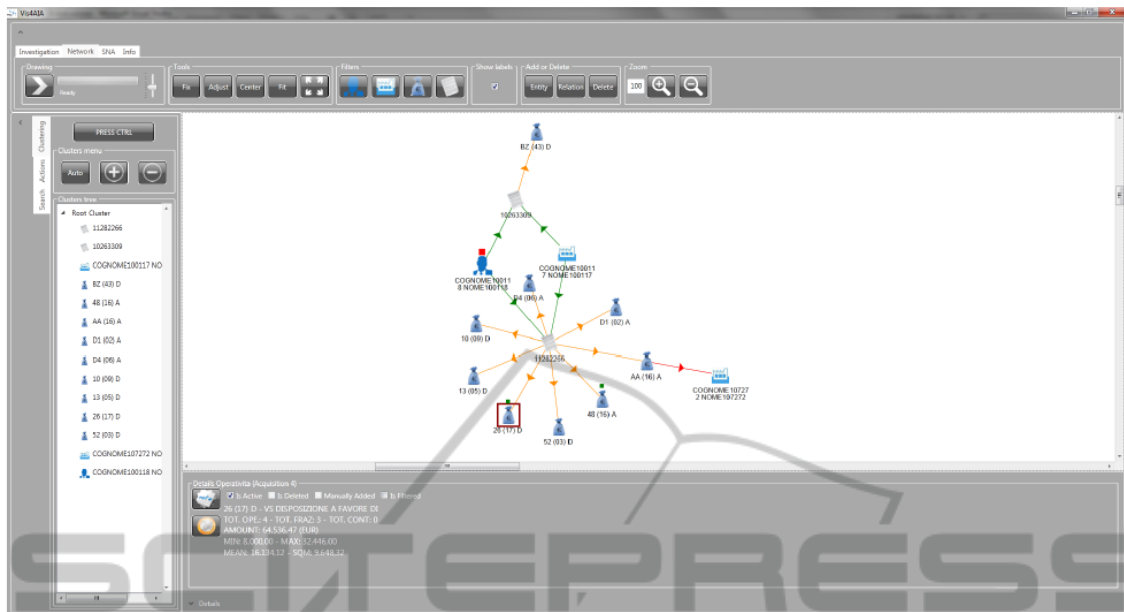 Vis4AIA
Investigation Network SNA Info
Drawing Tools Filters Show labels Add or Delete Zoom
Ready
Fix Adjust Center Fit Entity Relation Delete 100
Clustering
Actions
Search
PRESS CTRL
Clusters menu
Auto
Clusters tree
Root Cluster
11282266
10263309
COGNOME100117 NO
BZ (43) D
48 (16) A
AA (16) A
D1 (02) A
D4 (06) A
10 (09) D
13 (05) D
26 (17) D
52 (03) D
COGNOME107272 NO
COGNOME100118 NO
BZ (43) D
10263309
COGNOME10011
8 NOME100118
COGNOME10011
7 NOME100117
D4 (06) A
D1 (02) A
10 (09) D
11282266
AA (16) A
COGNOME10727
2 NOME107272
13 (05) D
48 (16) A
26 (17) D
52 (03) D
Details Operativita (Acquisition 4)
Is Active Is Deleted Manually Added Is Filtered
26 (17) D - VS DISPOSIZIONE A FAVORE DI
TOT. OPE.: 4 - TOT. FRAZ: 3 - TOT. CONT: 0
AMOUNT: 64.536,47 (EUR)
MIN: 8.000,00 - MAX: 32.446,00
MEAN: 16.134,12 - SQM: 9.648,32
Details
SCITEPRESS